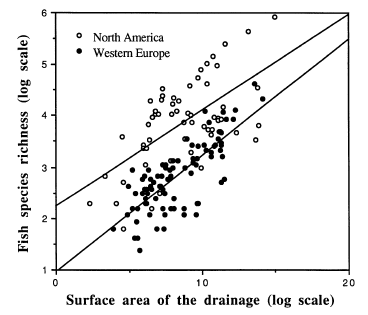 6
North America
Western Europe
5
4
3
2
1
0
10
20
Fish species richness (log scale)
Surface area of the drainage (log scale)